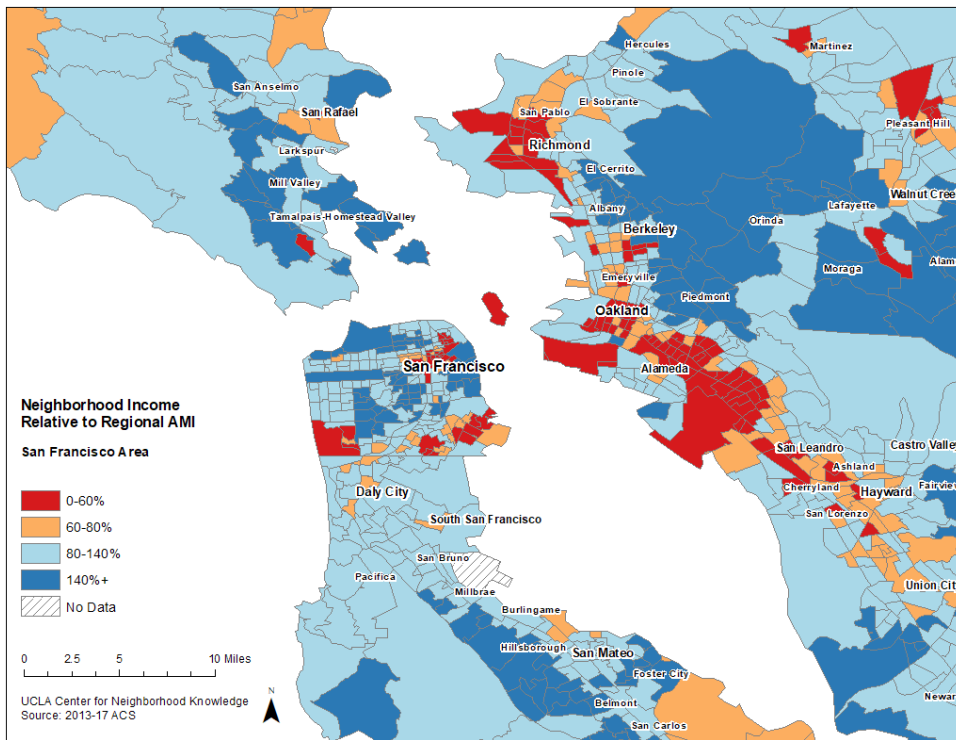 Hercules
Martinez
Pinole
San Anselmo
El Sobrante
San Rafael
San Pablo
Pleasant Hill
Richmond
Larkspur
El Cerrito
Mill Valley
Walnut Cree
Lafayette
Albany
Tamalpais-Homestead Valley
Orinda
Berkeley
Alam
Moraga
Emeryville
Piedmont
Oakland
San Francisco
Alameda
Neighborhood Income
Relative to Regional AMI
San Francisco Area
San Leandro
Castro Valley
Ashland
Cherryland
Hayward
Fairview
0-60%
60-80%
80-140%
140%+
No Data
Daly City
San Lorenzo
South San Francisco
San Bruno
Pacifica
Millbrae
Union City
Burlingame
Hillsborough
San Mateo
Foster City
Belmont
Newar
San Carlos
0 2.5 5 10 Miles
N
UCLA Center for Neighborhood Knowledge
Source: 2013-17 ACS